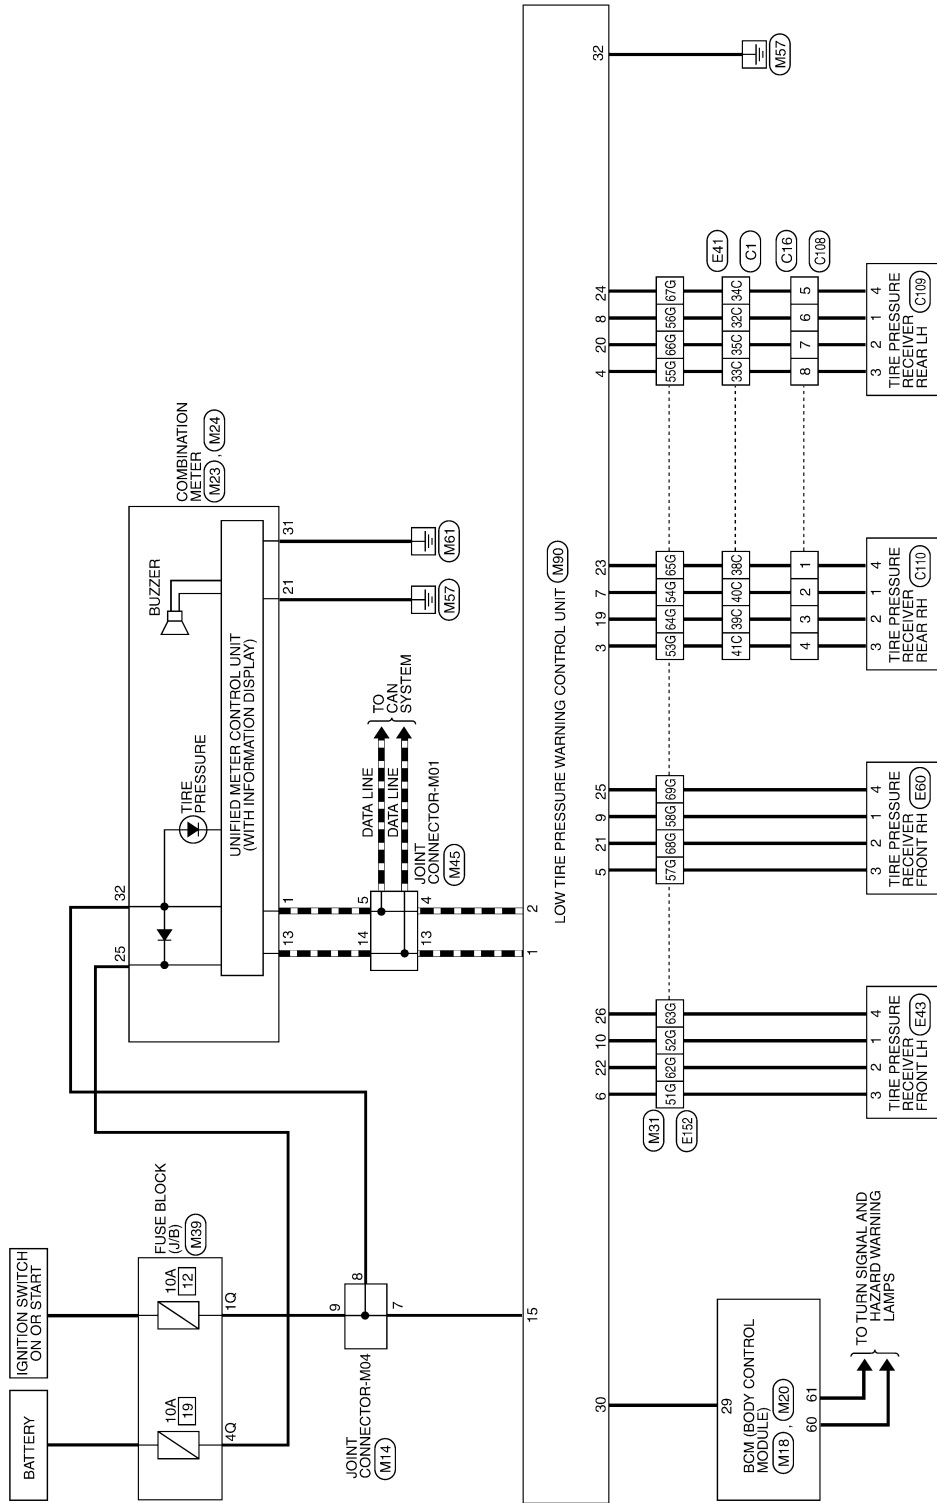 BATTERY
IGNITION SWITCH
ON OR START
FUSE BLOCK
(J/B)
M39
10A
19
10A
12
4Q
1Q
9
8
7
JOINT
CONNECTOR-M04
M14
COMBINATION
METER
M23 , M24
25
32
TIRE
PRESSURE
BUZZER
UNIFIED METER CONTROL UNIT
(WITH INFORMATION DISPLAY)
13
1
21
31
M57
M61
14
5
13
4
DATA LINE
DATA LINE
TO
CAN
SYSTEM
JOINT
CONNECTOR-M01
M45
15
1
2
LOW TIRE PRESSURE WARNING CONTROL UNIT M90
30
6
22
10
26
5
21
9
25
3
19
7
23
4
20
8
24
32
M57
M31
E152
51G 62G 52G 63G
57G 68G 58G 69G
53G 64G 54G 65G
55G 66G 56G 67G
E41
C1
41C 39C 40C 38C
33C 35C 32C 34C
C16
C108
4 3 2 1
8 7 6 5
29
BCM (BODY CONTROL
MODULE)
M18 , M20
60
61
TO TURN SIGNAL AND
HAZARD WARNING
LAMPS
3 2 1 4
TIRE PRESSURE
RECEIVER
FRONT LH E43
3 2 1 4
TIRE PRESSURE
RECEIVER
FRONT RH E60
3 2 1 4
TIRE PRESSURE
RECEIVER
REAR RH C110
3 2 1 4
TIRE PRESSURE
RECEIVER
REAR LH C109